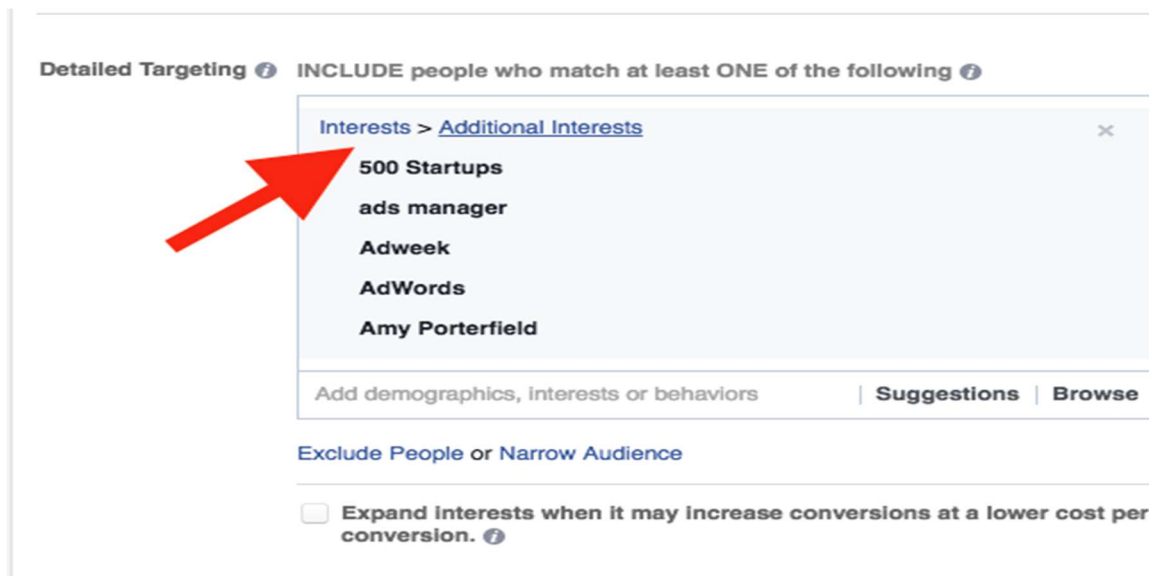 Detailed Targeting INCLUDE people who match at least ONE of the following
Interests > Additional Interests
500 Startups
ads manager
Adweek
AdWords
Amy Porterfield
Add demographics, interests or behaviors | Suggestions | Browse
Exclude People or Narrow Audience
Expand interests when it may increase conversions at a lower cost per
conversion.